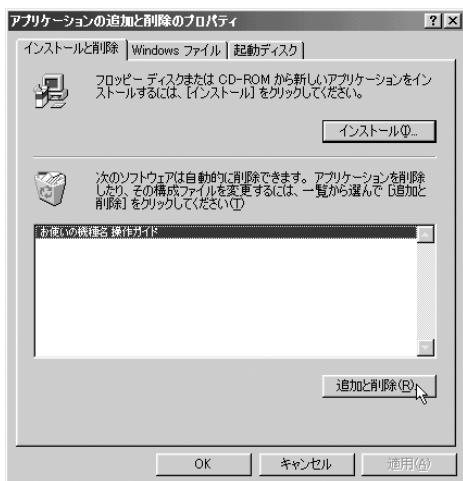 アプリケーションの追加と削除のプロパティ
インストールと削除 Windows ファイル 起動ディスク
フロッピー ディスクまたは CD-ROM から新しいアプリケーションをイン
ストールするには、[インストール] をクリックしてください。
インストール(I)...
次のソフトウェアは自動的に削除できます。アプリケーションを削除
したり、その構成ファイルを変更するには、一覧から選んで [追加と
削除] をクリックしてください(T)
お使いの機種名 操作ガイド
追加と削除(R)...
OK キャンセル 適用(A)